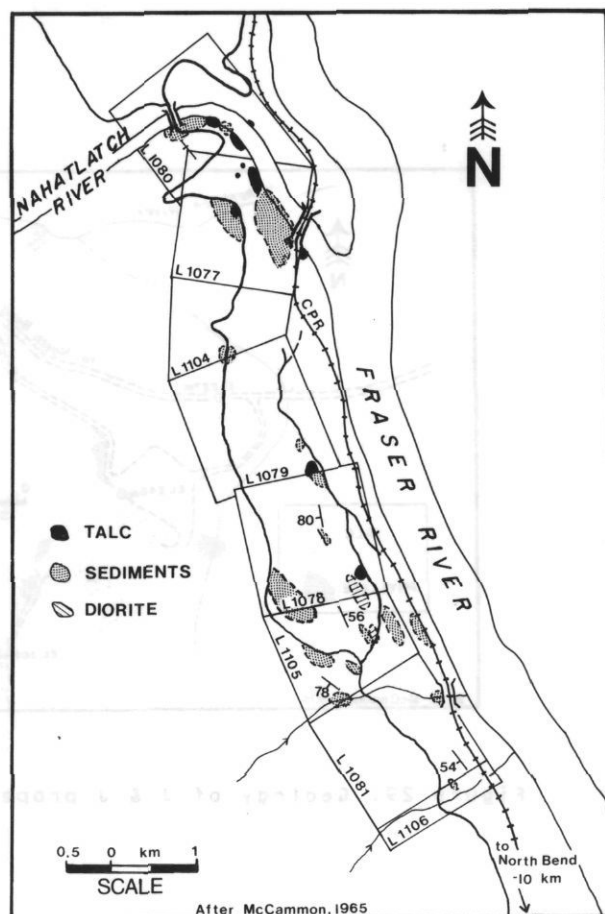 N
NAHATLATCH
RIVER
L 1080
L 1077
CPR
L 1104
FRASER RIVER
L 1079
80
TALC
SEDIMENTS
DIORITE
L 1078
56
L 1105
78
L 1081
54
L 1106
to
North Bend
-10 km
0.5 0 km 1
SCALE
After McCammon, 1965